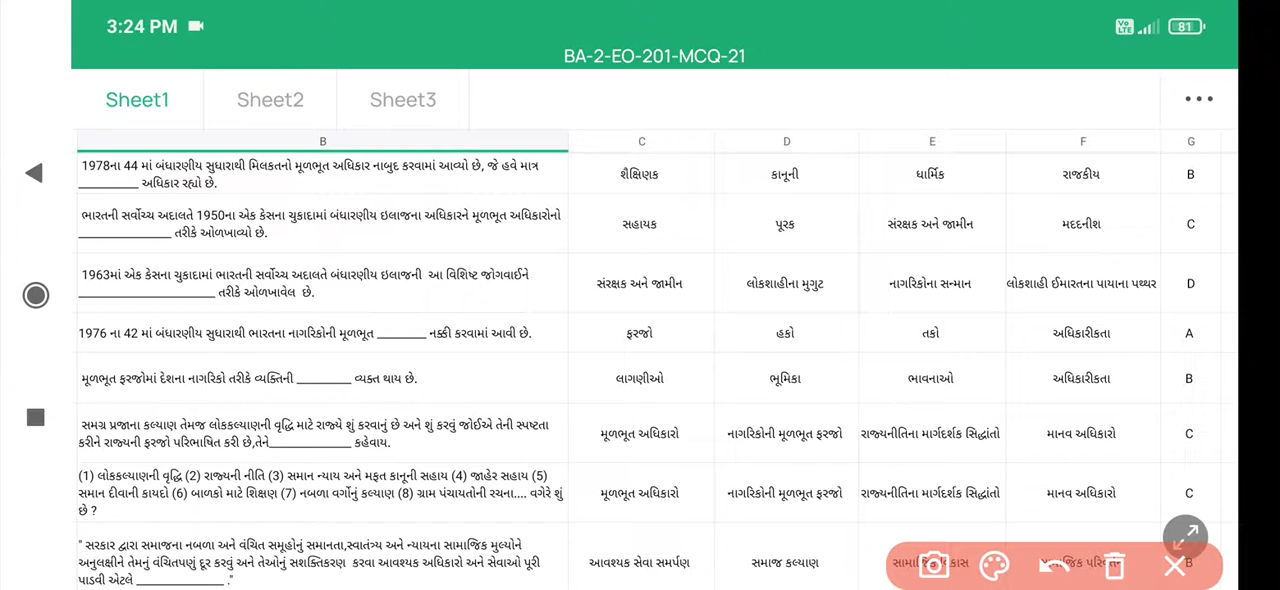 3:24 PM
Vo LTE 81
BA-2-EO-201-MCQ-21
Sheet1 Sheet2 Sheet3
B C D E F G
1978ના 44 માં બંધારણીય સુધારાથી મિલકતનો મૂળભૂત અધિકાર નાબુદ કરવામાં આવ્યો છે, જે હવે માત્ર
__________ અધિકાર રહ્યો છે.
શૈક્ષિણક કાનૂની ધાર્મિક રાજકીય B
ભારતની સર્વોચ્ચ અદાલતે 1950ના એક કેસના ચુકાદામાં બંધારણીય ઇલાજના અધિકારને મૂળભૂત અધિકારોનો
________________ તરીકે ઓળખાવ્યો છે.
સહાયક પૂરક સંરક્ષક અને જામીન મદદનીશ C
1963માં એક કેસના ચુકાદામાં ભારતની સર્વોચ્ચ અદાલતે બંધારણીય ઇલાજની આ વિશિષ્ટ જોગવાઈને
_______________________ તરીકે ઓળખાવેલ છે.
સંરક્ષક અને જામીન લોકશાહીના મુગુટ નાગરિકોના સન્માન લોકશાહી ઈમારતના પાયાના પથ્થર D
1976 ના 42 માં બંધારણીય સુધારાથી ભારતના નાગરિકોની મૂળભૂત ________ નક્કી કરવામાં આવી છે.
ફરજો હકો તકો અધિકારીકતા A
મૂળભૂત ફરજોમાં દેશના નાગરિકો તરીકે વ્યક્તિની _________ વ્યક્ત થાય છે.
લાગણીઓ ભૂમિકા ભાવનાઓ અધિકારીકતા B
સમગ્ર પ્રજાના કલ્યાણ તેમજ લોકકલ્યાણની વૃદ્ધિ માટે રાજ્યે શું કરવાનું છે અને શું કરવું જોઈએ તેની સ્પષ્ટતા
કરીને રાજ્યની ફરજો પરિભાષિત કરી છે,તેને______________ કહેવાય.
મૂળભૂત અધિકારો નાગરિકોની મૂળભૂત ફરજો રાજ્યનીતિના માર્ગદર્શક સિદ્ધાંતો માનવ અધિકારો C
(1) લોકકલ્યાણની વૃદ્ધિ (2) રાજ્યની નીતિ (3) સમાન ન્યાય અને મફત કાનૂની સહાય (4) જાહેર સહાય (5)
સમાન દીવાની કાયદો (6) બાળકો માટે શિક્ષણ (7) નબળા વર્ગોનું કલ્યાણ (8) ગ્રામ પંચાયતોની રચના.... વગેરે શું
છે ?
મૂળભૂત અધિકારો નાગરિકોની મૂળભૂત ફરજો રાજ્યનીતિના માર્ગદર્શક સિદ્ધાંતો માનવ અધિકારો C
" સરકાર દ્વારા સમાજના નબળા અને વંચિત સમૂહોનું સમાનતા,સ્વાતંત્ર્ય અને ન્યાયના સામાજિક મુલ્યોને
અનુલક્ષીને તેમનું વંચિતપણું દૂર કરવું અને તેઓનું સશક્તિકરણ કરવા આવશ્યક અધિકારો અને સેવાઓ પૂરી
પાડવી એટલે _______________ ."
આવશ્યક સેવા સમર્પણ સમાજ કલ્યાણ B